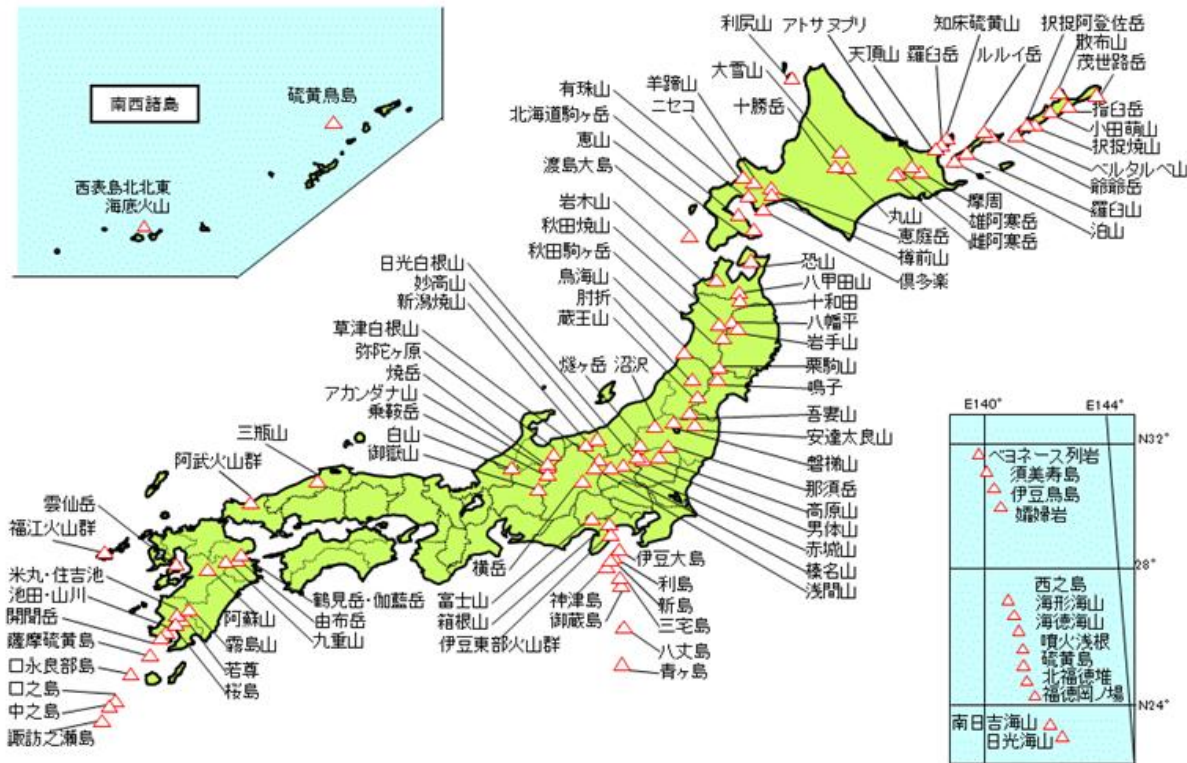 南西諸島
硫黄鳥島
西表島北北東
海底火山
利尻山
アトサヌプリ
知床硫黄山
択捉阿登佐岳
散布山
茂世路岳
天頂山
羅臼岳
ルルイ岳
大雪山
十勝岳
羊蹄山
ニセコ
有珠山
北海道駒ヶ岳
恵山
渡島大島
岩木山
秋田焼山
秋田駒ヶ岳
鳥海山
肘折
蔵王山
指臼岳
小田萌山
択捉焼山
ベルタルベ山
爺爺岳
羅臼山
泊山
摩周
雄阿寒岳
雌阿寒岳
丸山
恵庭岳
樽前山
倶多楽
恐山
八甲田山
十和田
八幡平
岩手山
栗駒山
鳴子
日光白根山
妙高山
新潟焼山
草津白根山
弥陀ヶ原
焼岳
アカンダナ山
乗鞍岳
白山
御嶽山
燧ヶ岳
沼沢
吾妻山
安達太良山
磐梯山
那須岳
高原山
男体山
赤城山
榛名山
浅間山
三瓶山
阿武火山群
雲仙岳
福江火山群
米丸・住吉池
池田・山川
開聞岳
薩摩硫黄島
口永良部島
口之島
中之島
諏訪之瀬島
鶴見岳・伽藍岳
由布岳
九重山
阿蘇山
霧島山
若尊
桜島
横岳
富士山
箱根山
伊豆東部火山群
伊豆大島
利島
新島
神津島
三宅島
御蔵島
八丈島
青ヶ島
E140°
E144°
N32°
ベヨネース列岩
須美寿島
伊豆鳥島
孀婦岩
28°
西之島
海形海山
海徳海山
噴火浅根
硫黄島
北福徳堆
福徳岡ノ場
N24°
南日吉海山
日光海山